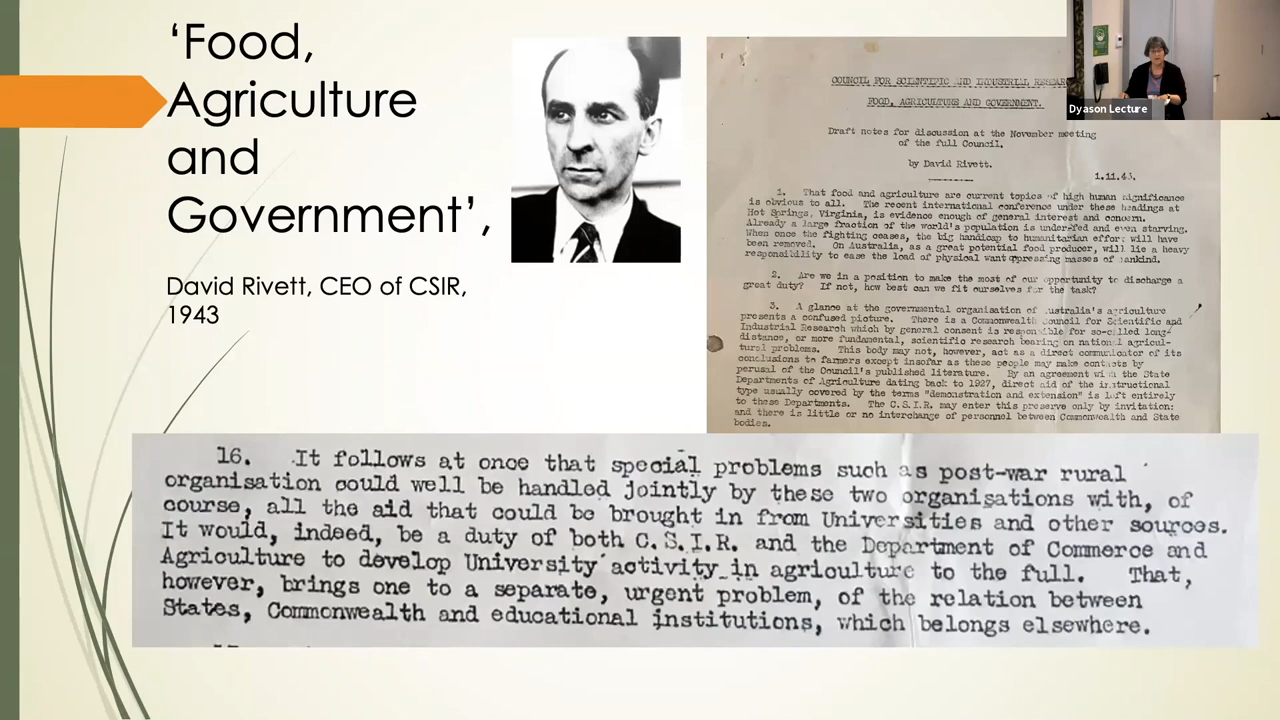 ‘Food,
Agriculture
and
Government’,
David Rivett, CEO of CSIR,
1943
Dyason Lecture
COUNCIL FOR SCIENTIFIC AND INDUSTRIAL
FOOD, AGRICULTURE AND GOVERNMENT.
Draft notes for discussion at the November meeting
of the full Council.
by David Rivett.
1.11.43.
1. That food and agriculture are current topics of high human significance
is obvious to all. The recent international conference under these headings at
Hot Springs, Virginia, is evidence enough of general interest and concern.
Already a large fraction of the world's population is under-fed and even starving.
When once the fighting ceases, the big handicap to humanitarian effort will have
been removed. On Australia, as a great potential food producer, will lie a heavy
responsibility to ease the load of physical want oppressing masses of mankind.
2. Are we in a position to make the most of our opportunity to discharge a
great duty? If not, how best can we fit ourselves for the task?
3. A glance at the governmental organisation of Australia's agriculture
presents a confused picture. There is a Commonwealth Council for Scientific and
Industrial Research which by general consent is responsible for so-called long-
distance, or more fundamental, scientific research bearing on national agricul-
tural problems. This body may not, however, act as a direct communicator of its
conclusions to farmers except insofar as these people may make contacts by
perusal of the Council's published literature. By an agreement with the State
Departments of Agriculture dating back to 1927, direct aid of the instructional
type usually covered by the terms "demonstration and extension" is left entirely
to these Departments. The C.S.I.R. may enter this preserve only by invitation:
and there is little or no interchange of personnel between Commonwealth and State
bodies.
16. It follows at once that special problems such as post-war rural
organisation could well be handled jointly by these two organisations with, of
course, all the aid that could be brought in from Universities and other sources.
It would, indeed, be a duty of both C.S.I.R. and the Department of Commerce and
Agriculture to develop University activity in agriculture to the full. That,
however, brings one to a separate, urgent problem, of the relation between
States, Commonwealth and educational institutions, which belongs elsewhere.